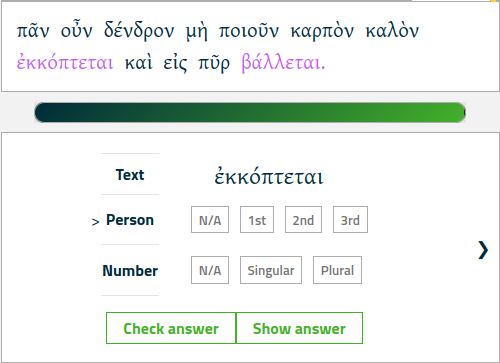 πᾶν οὖν δένδρον μὴ ποιοῦν καρπὸν καλὸν
ἐκκόπτεται καὶ εἰς πῦρ βάλλεται.
Text ἐκκόπτεται
> Person N/A 1st 2nd 3rd
Number N/A Singular Plural
Check answer Show answer